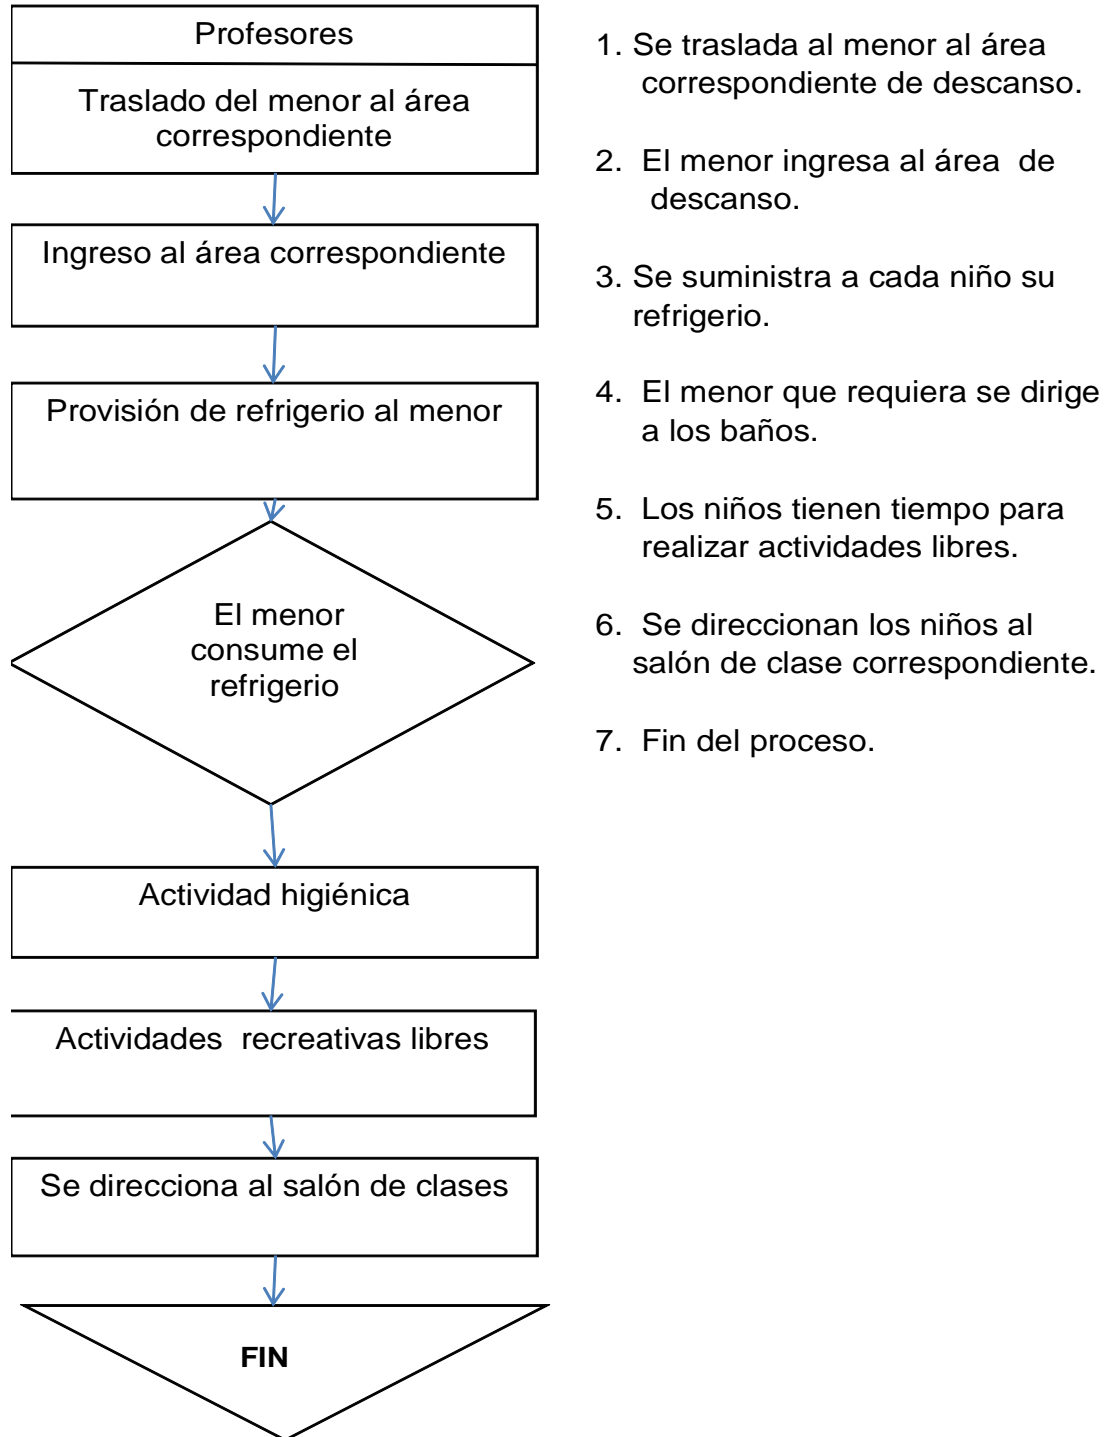 Profesores
Traslado del menor al área
correspondiente
Ingreso al área correspondiente
Provisión de refrigerio al menor
El menor
consume el
refrigerio
Actividad higiénica
Actividades recreativas libres
Se direcciona al salón de clases
FIN
1. Se traslada al menor al área
correspondiente de descanso.
2. El menor ingresa al área de
descanso.
3. Se suministra a cada niño su
refrigerio.
4. El menor que requiera se dirige
a los baños.
5. Los niños tienen tiempo para
realizar actividades libres.
6. Se direccionan los niños al
salón de clase correspondiente.
7. Fin del proceso.